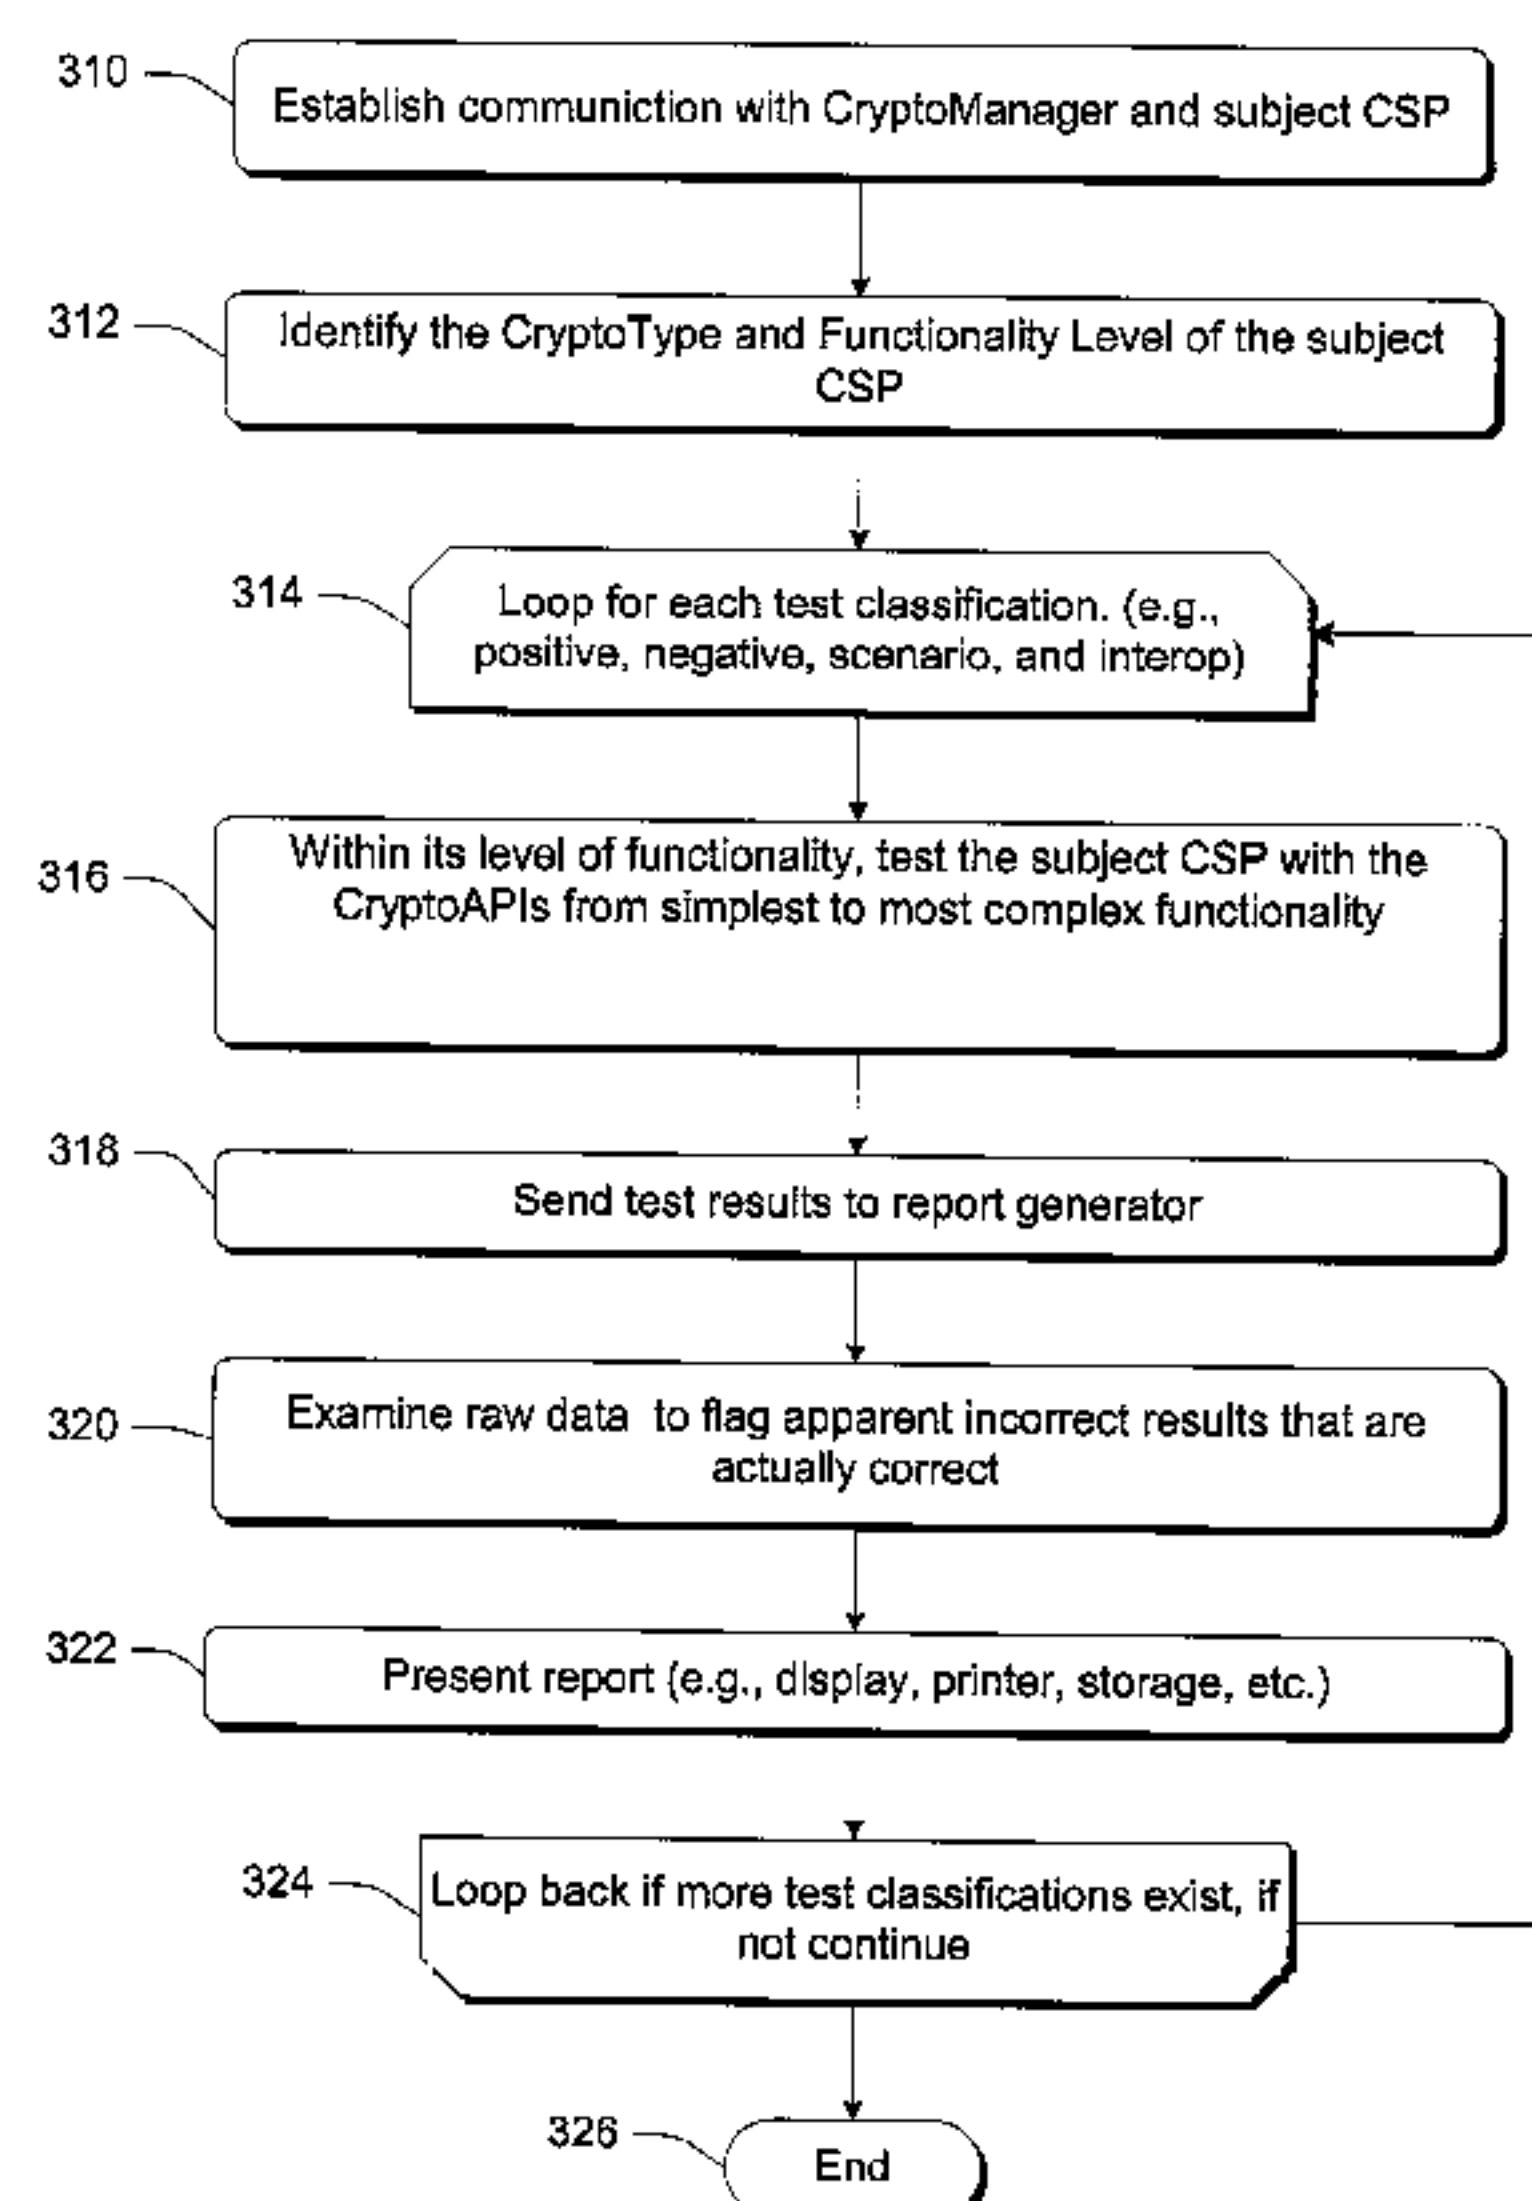 310
Establish communiction with CryptoManager and subject CSP
312
Identify the CryptoType and Functionality Level of the subject
CSP
314
Loop for each test classification. (e.g.,
positive, negative, scenario, and interop)
316
Within its level of functionality, test the subject CSP with the
CryptoAPIs from simplest to most complex functionality
318
Send test results to report generator
320
Examine raw data to flag apparent incorrect results that are
actually correct
322
Present report (e.g., display, printer, storage, etc.)
324
Loop back if more test classifications exist, if
not continue
326
End